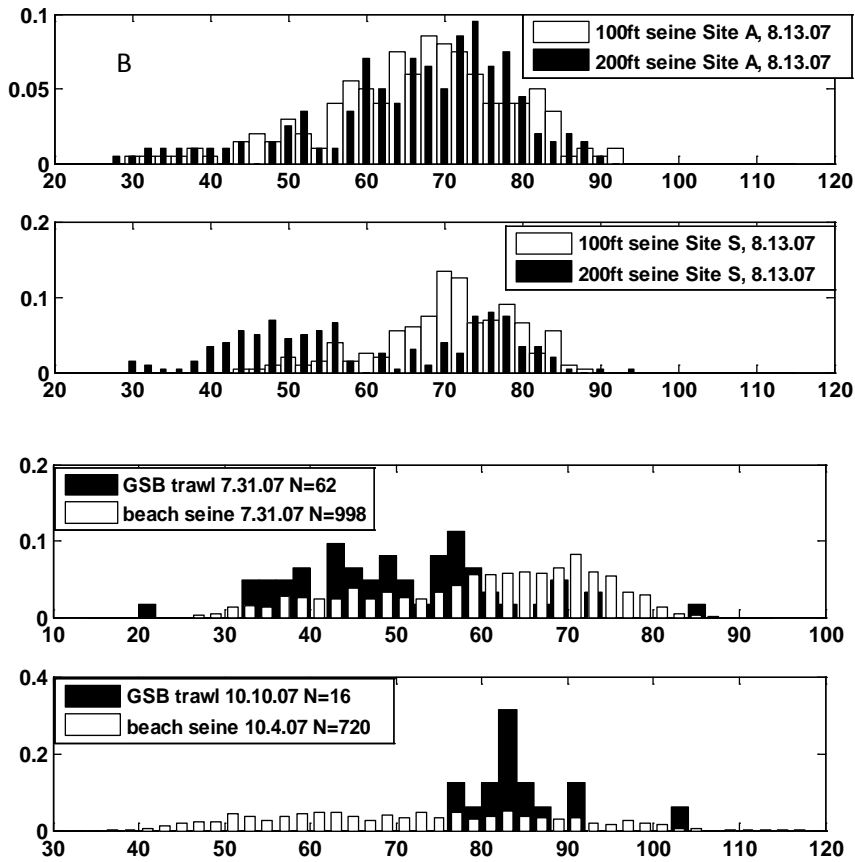 0.1
B
100ft seine Site A, 8.13.07
200ft seine Site A, 8.13.07
0.05
0
20 30 40 50 60 70 80 90 100 110 120
0.2
100ft seine Site S, 8.13.07
200ft seine Site S, 8.13.07
0.1
0
20 30 40 50 60 70 80 90 100 110 120
0.2
GSB trawl 7.31.07 N=62
beach seine 7.31.07 N=998
0.1
0
10 20 30 40 50 60 70 80 90 100
0.4
GSB trawl 10.10.07 N=16
beach seine 10.4.07 N=720
0.2
0
30 40 50 60 70 80 90 100 110 120